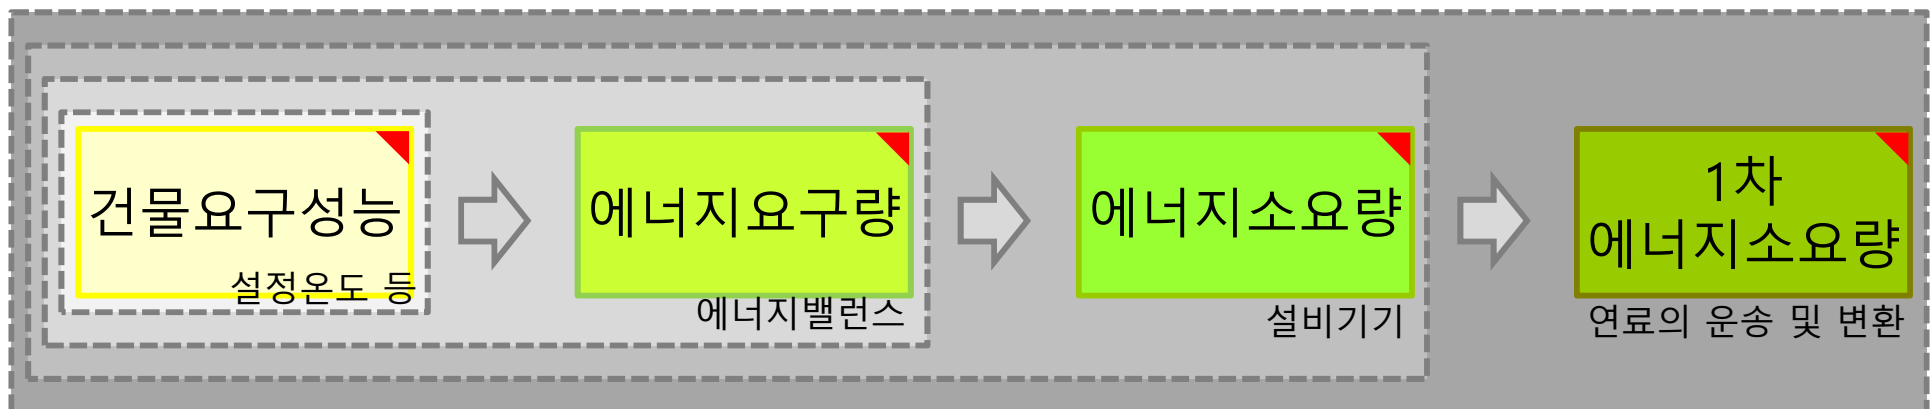 건물요구성능
설정온도 등
에너지요구량
에너지밸런스
에너지소요량
설비기기
1차
에너지소요량
연료의 운송 및 변환